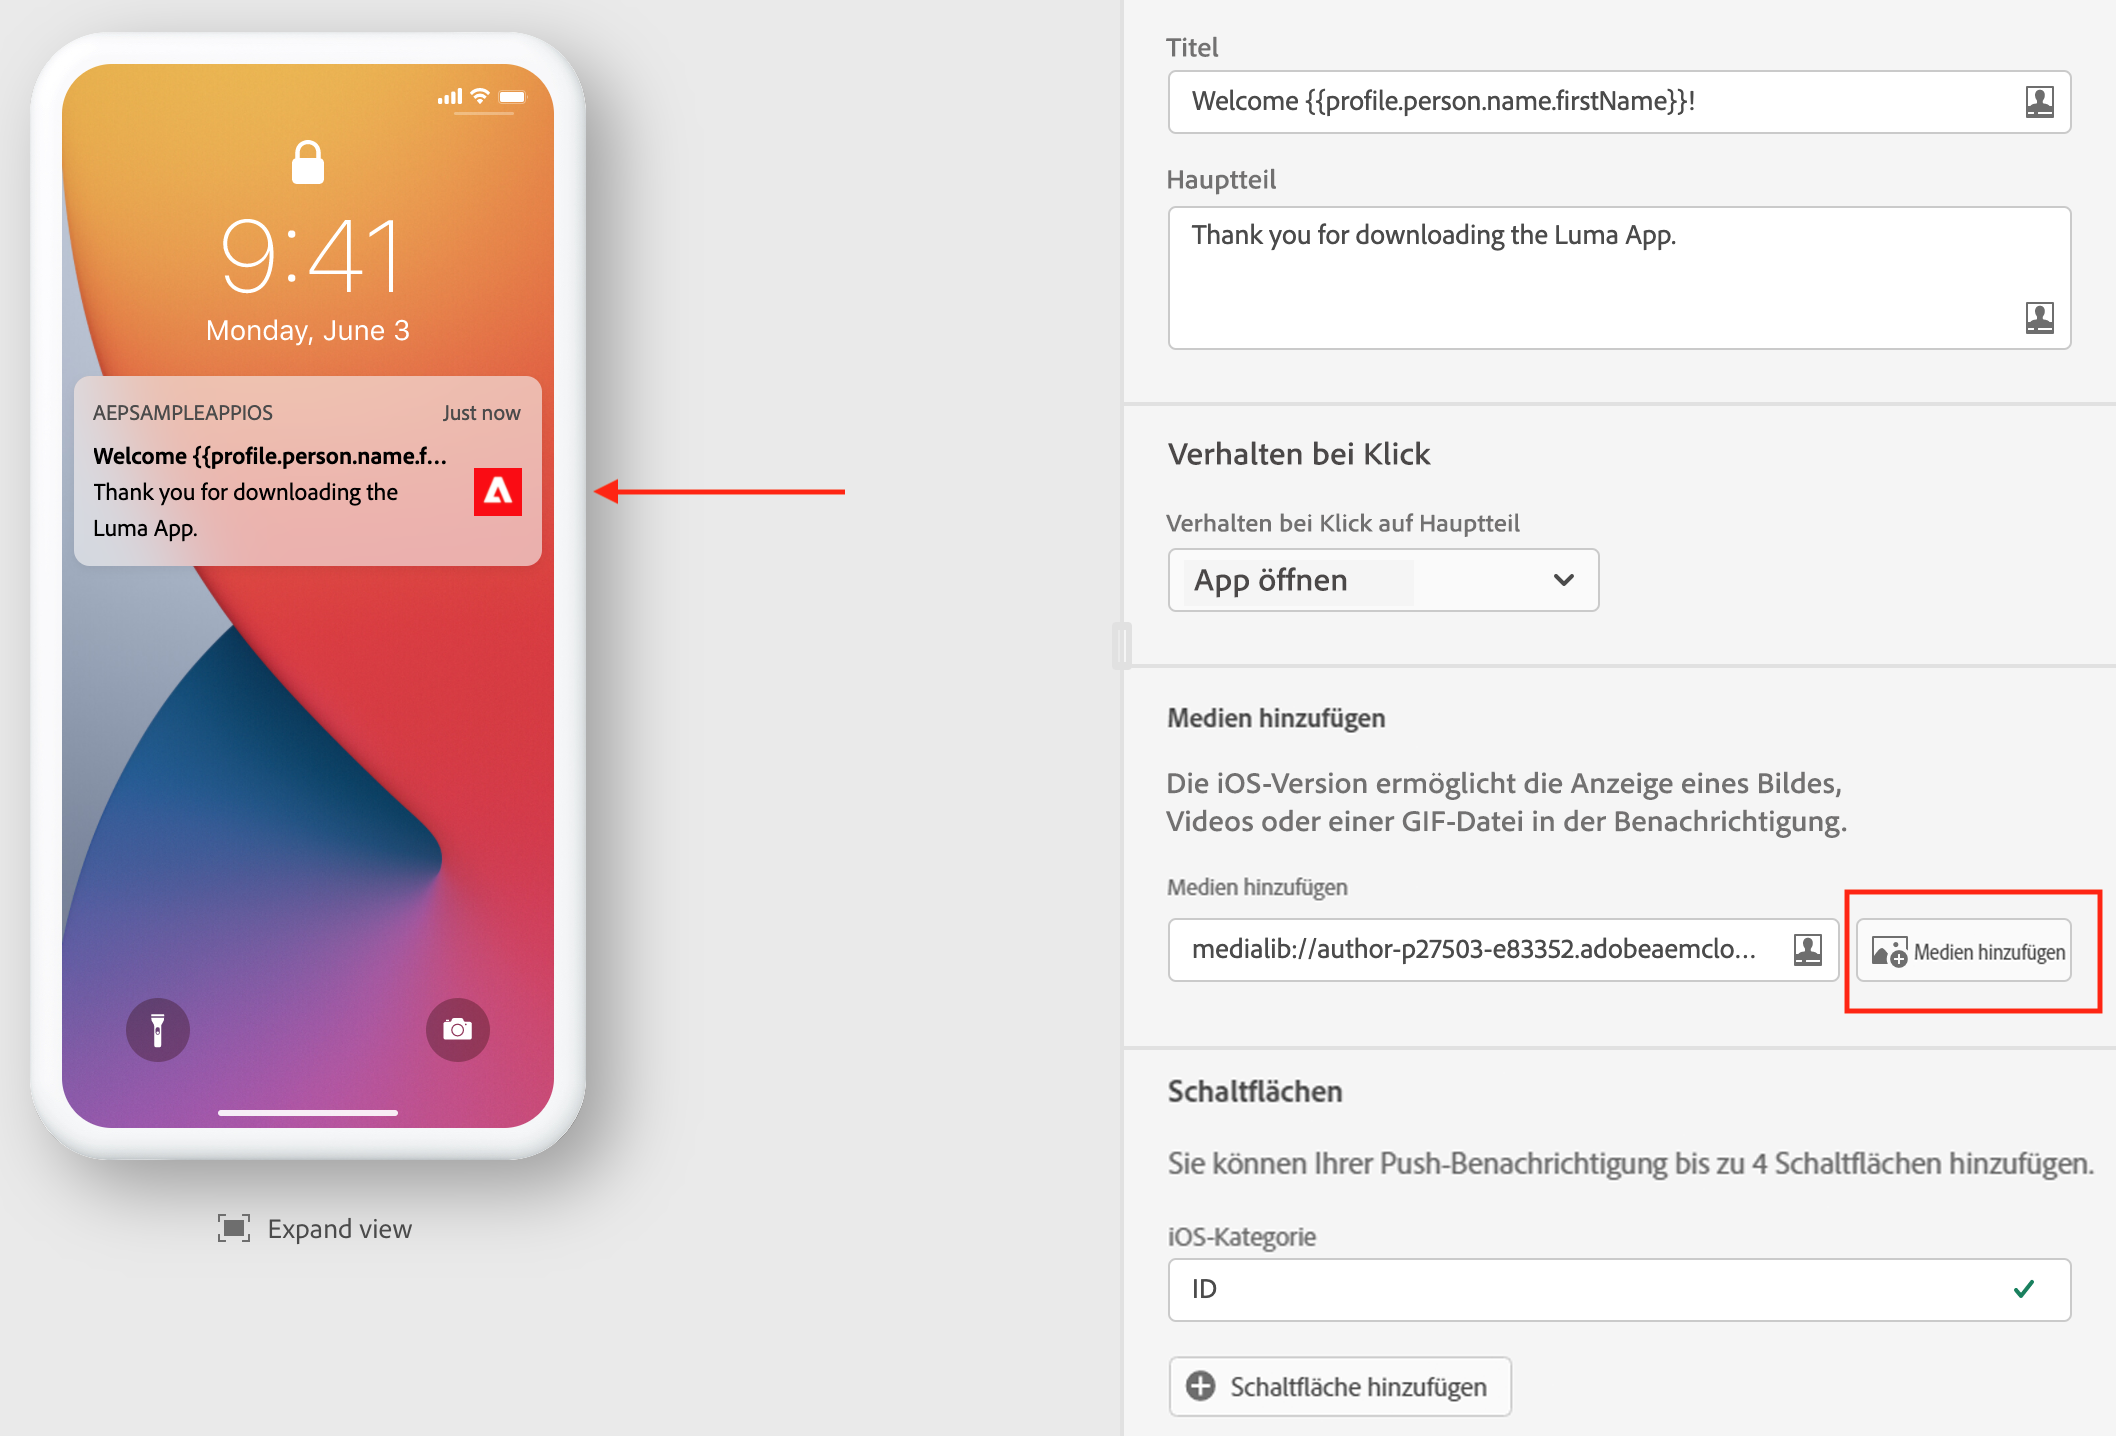 9:41
Monday, June 3
AEPSAMPLEAPPIOS Just now
Welcome {{profile.person.name.f...
Thank you for downloading the
Luma App.
Expand view
Titel
Welcome {{profile.person.name.firstName}}!
Hauptteil
Thank you for downloading the Luma App.
Verhalten bei Klick
Verhalten bei Klick auf Hauptteil
App öffnen
Medien hinzufügen
Die iOS-Version ermöglicht die Anzeige eines Bildes,
Videos oder einer GIF-Datei in der Benachrichtigung.
Medien hinzufügen
medialib://author-p27503-e83352.adobeaemclo... Medien hinzufügen
Schaltflächen
Sie können Ihrer Push-Benachrichtigung bis zu 4 Schaltflächen hinzufügen.
iOS-Kategorie
ID
Schaltfläche hinzufügen